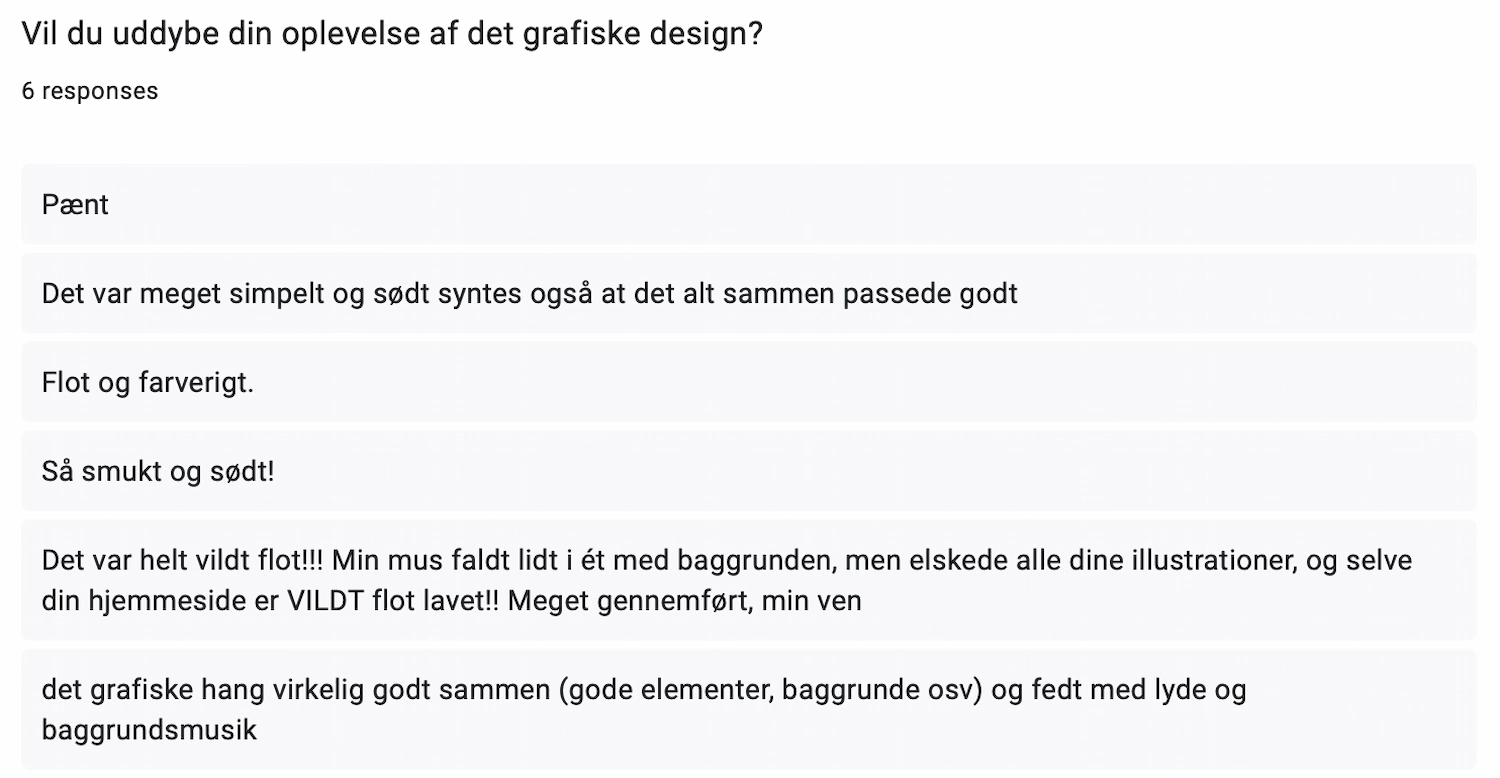 Vil du uddybe din oplevelse af det grafiske design?
6 responses
Pænt
Det var meget simpelt og sødt syntes også at det alt sammen passede godt
Flot og farverigt.
Så smukt og sødt!
Det var helt vildt flot!!! Min mus faldt lidt i ét med baggrunden, men elskede alle dine illustrationer, og selve
din hjemmeside er VILDT flot lavet!! Meget gennemført, min ven
det grafiske hang virkelig godt sammen (gode elementer, baggrunde osv) og fedt med lyde og
baggrundsmusik